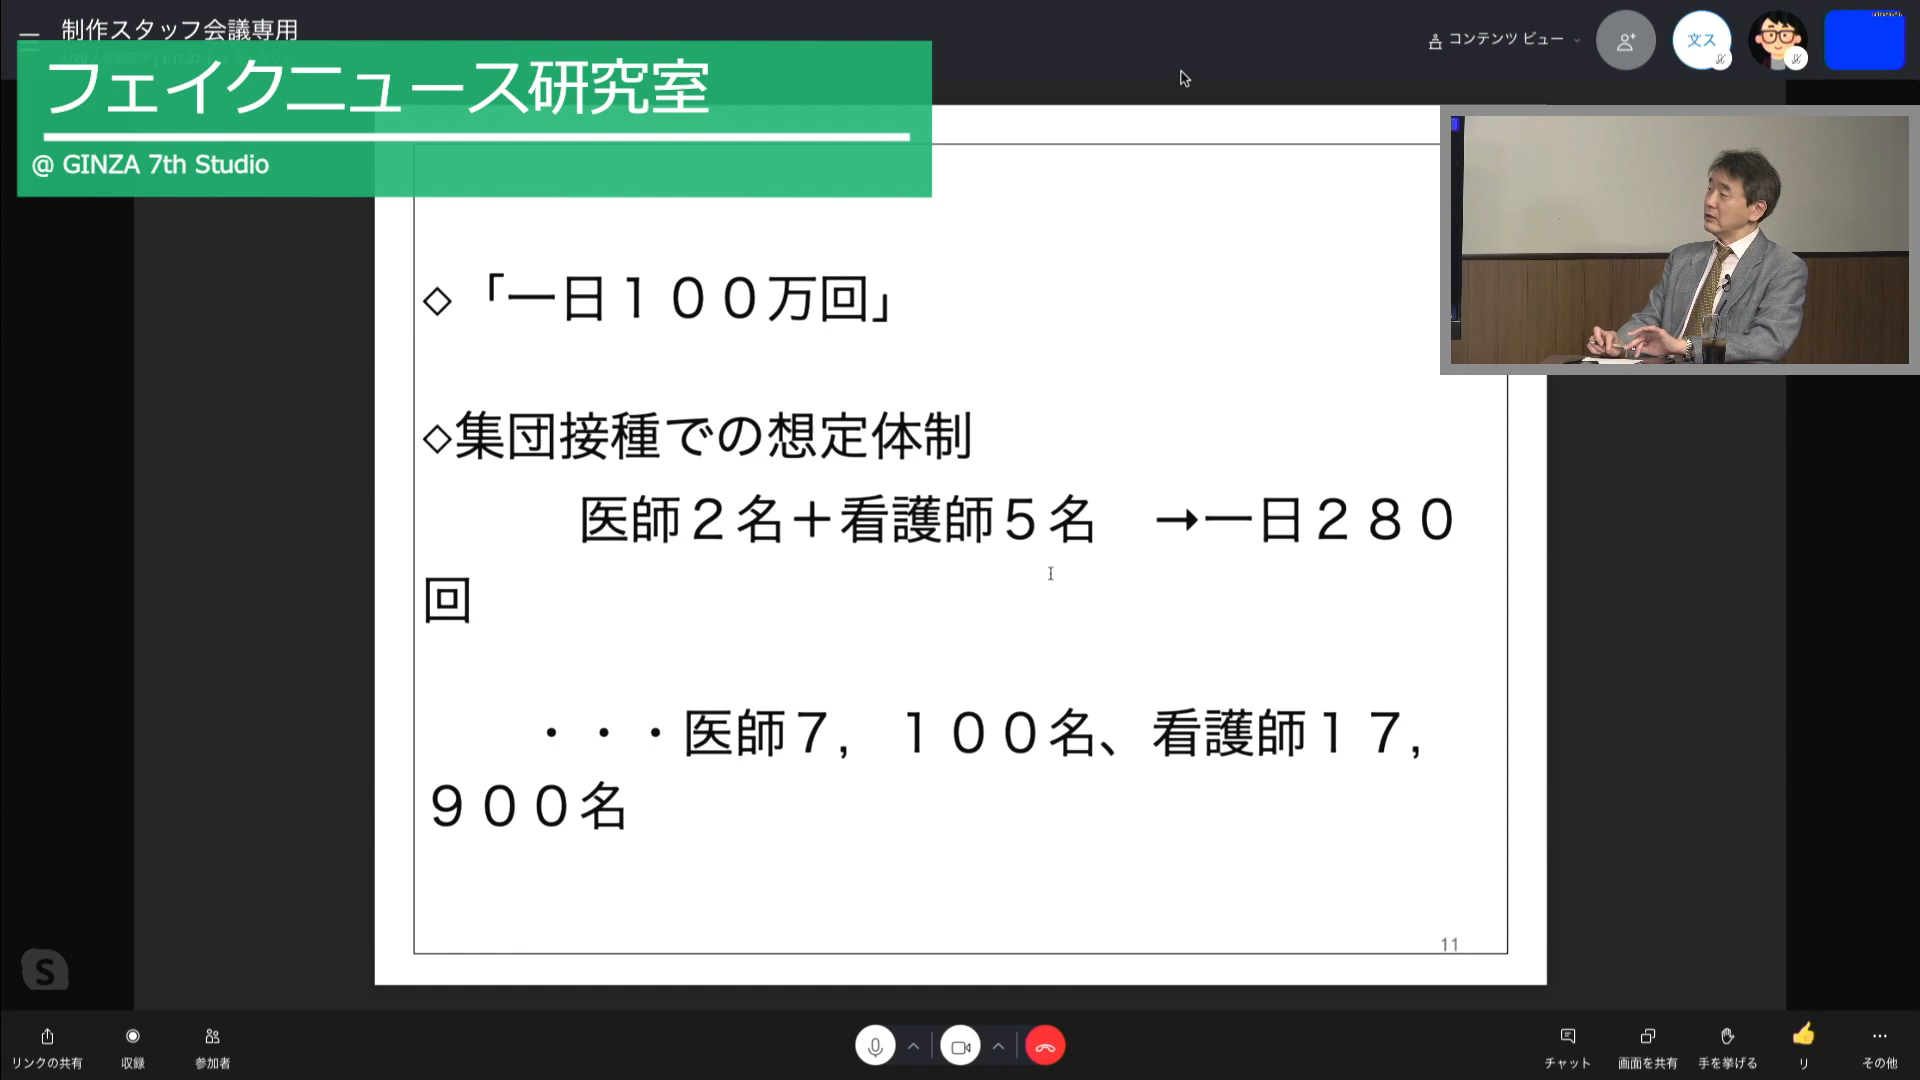 制作スタッフ会議専用
フェイクニュース研究室
@ GINZA 7th Studio
コンテンツ ビュー
文ス
◇「一日１００万回」
◇集団接種での想定体制
医師２名＋看護師５名　→一日２８０
回
・・・医師７，１００名、看護師１７，
９００名
11
S
リンクの共有
収録
参加者
チャット
画面を共有
手を挙げる
リ
その他